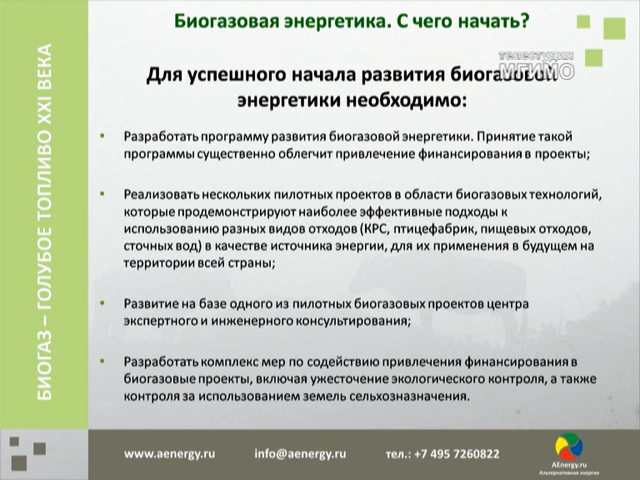 Биогазовая энергетика. С чего начать?
телестудия
МГИМО
Для успешного начала развития биогазовой
энергетики необходимо:
БИОГАЗ – ГОЛУБОЕ ТОПЛИВО XXI ВЕКА
• Разработать программу развития биогазовой энергетики. Принятие такой
программы существенно облегчит привлечение финансирования в проекты;
• Реализовать нескольких пилотных проектов в области биогазовых технологий,
которые продемонстрируют наиболее эффективные подходы к
использованию разных видов отходов (КРС, птицефабрик, пищевых отходов,
сточных вод) в качестве источника энергии, для их применения в будущем на
территории всей страны;
• Развитие на базе одного из пилотных биогазовых проектов центра
экспертного и инженерного консультирования;
• Разработать комплекс мер по содействию привлечения финансирования в
биогазовые проекты, включая ужесточение экологического контроля, а также
контроля за использованием земель сельхозназначения.
www.aenergy.ru info@aenergy.ru тел.: +7 495 7260822
AEnergy.ru
Альтернативная энергия